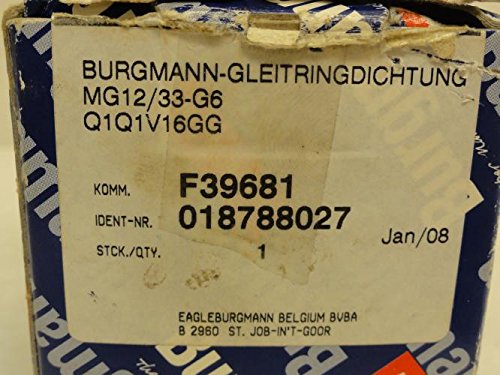 BURGMANN-GLEITRINGDICHTUNG
MG12/33-G6
Q1Q1V16GG
KOMM. F39681
IDENT-NR. 018788027 Jan/08
STCK./QTY. 1
EAGLEBURGMANN BELGIUM BVBA
B 2960 ST. JOB-IN'T-GOOR